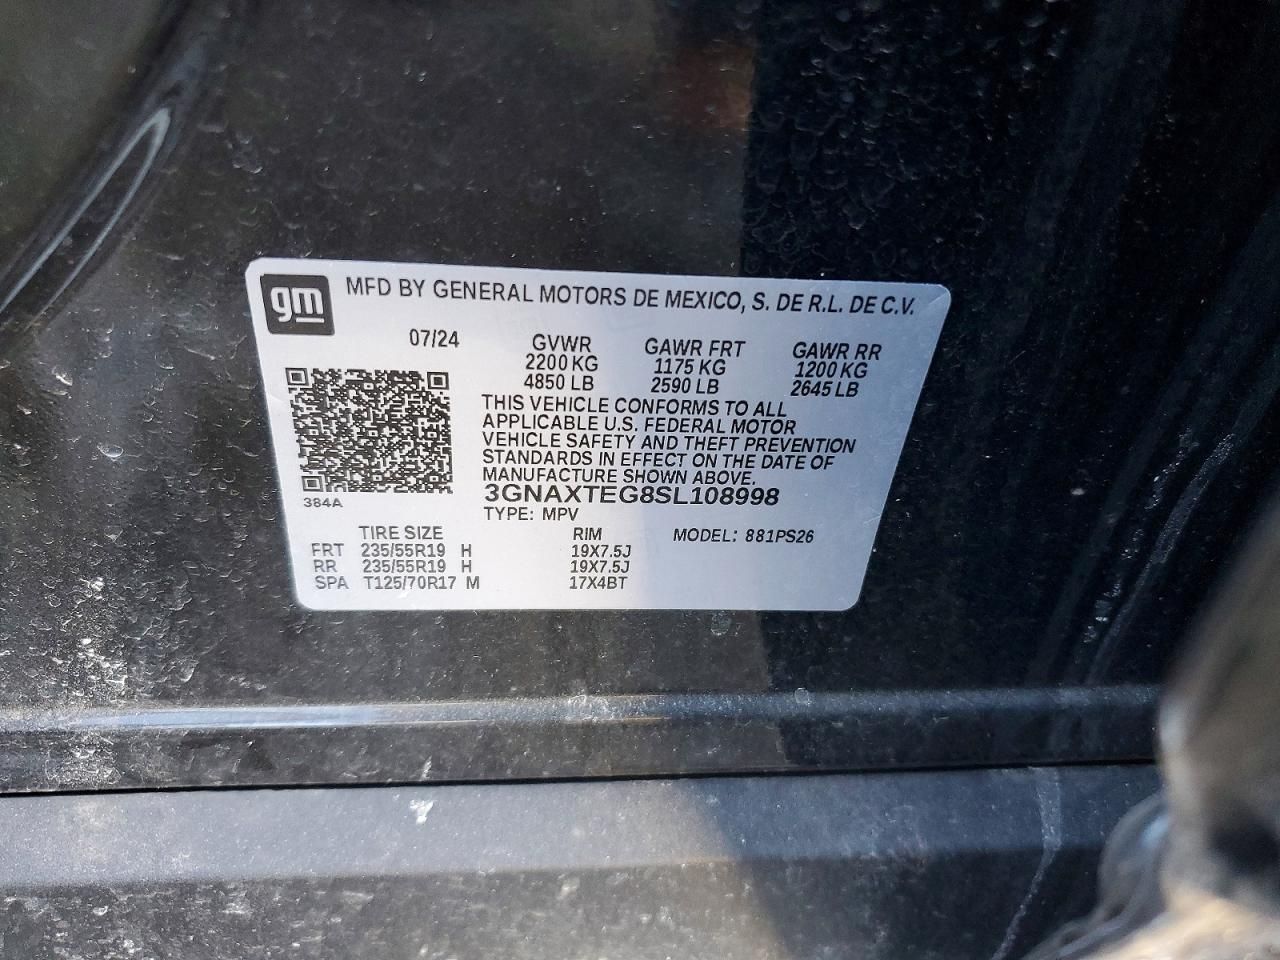 gm MFD BY GENERAL MOTORS DE MEXICO, S. DE R.L. DE C.V.
07/24 GVWR GAWR FRT GAWR RR
2200 KG 1175 KG 1200 KG
4850 LB 2590 LB 2645 LB
THIS VEHICLE CONFORMS TO ALL
APPLICABLE U.S. FEDERAL MOTOR
VEHICLE SAFETY AND THEFT PREVENTION
STANDARDS IN EFFECT ON THE DATE OF
MANUFACTURE SHOWN ABOVE.
3GNAXTEG8SL108998
384A
TYPE: MPV
TIRE SIZE RIM MODEL: 881PS26
FRT 235/55R19 H 19X7.5J
RR 235/55R19 H 19X7.5J
SPA T125/70R17 M 17X4BT